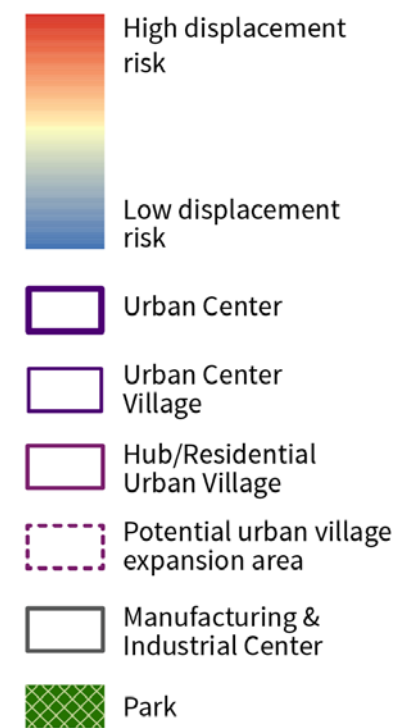 High displacement
risk
Low displacement
risk
Urban Center
Urban Center
Village
Hub/Residential
Urban Village
Potential urban village
expansion area
Manufacturing &
Industrial Center
Park